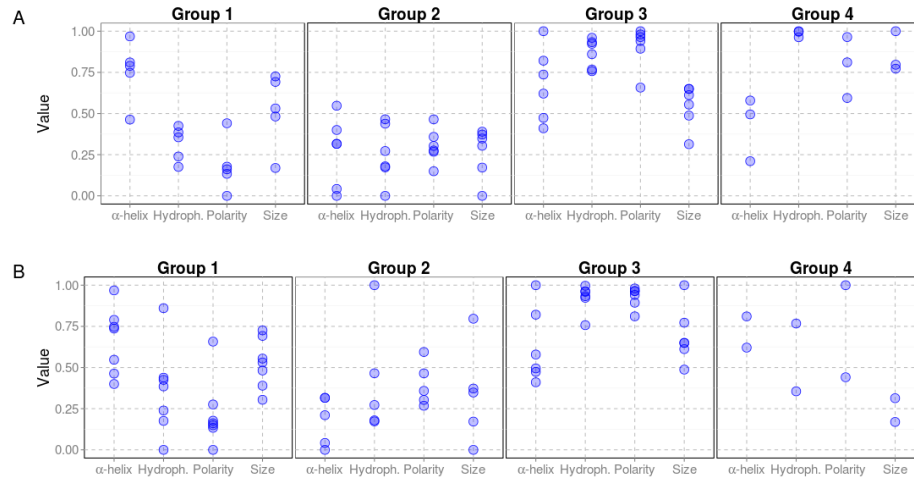 A
Group 1 Group 2 Group 3 Group 4
Value
1.00
0.75
0.50
0.25
0.00
α-helix Hydroph. Polarity Size α-helix Hydroph. Polarity Size α-helix Hydroph. Polarity Size α-helix Hydroph. Polarity Size
B
Group 1 Group 2 Group 3 Group 4
Value
1.00
0.75
0.50
0.25
0.00
α-helix Hydroph. Polarity Size α-helix Hydroph. Polarity Size α-helix Hydroph. Polarity Size α-helix Hydroph. Polarity Size